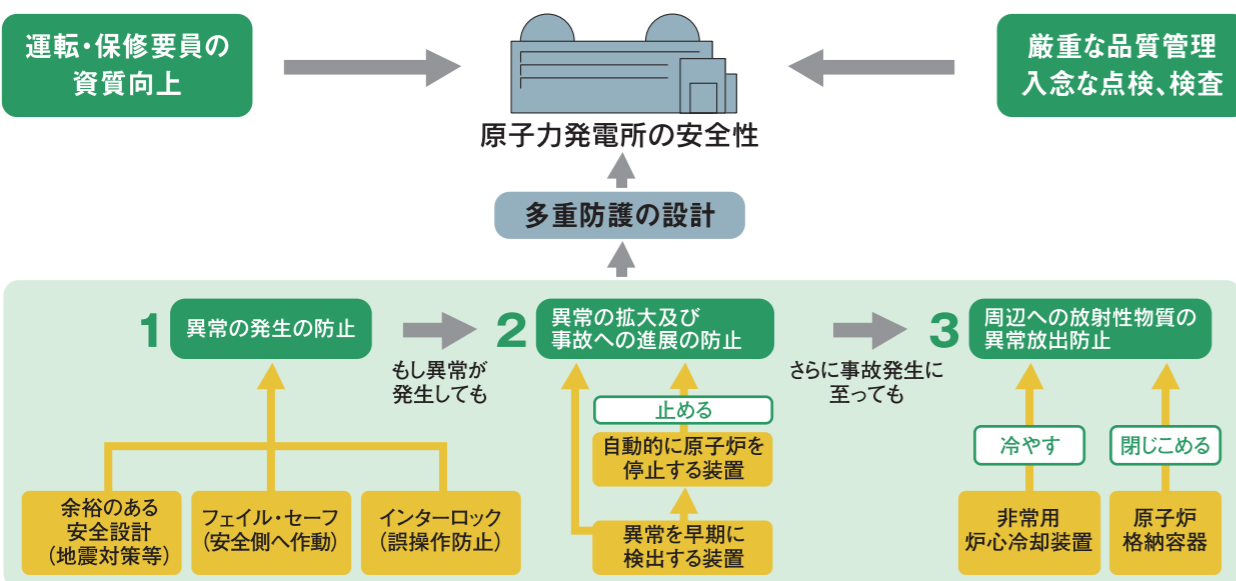 運転・保修要員の
資質向上
厳重な品質管理
入念な点検、検査
原子力発電所の安全性
多重防護の設計
1 異常の発生の防止
もし異常が
発生しても
2 異常の拡大及び
事故への進展の防止
さらに事故発生に
至っても
3 周辺への放射性物質の
異常放出防止
余裕のある
安全設計
(地震対策等)
フェイル・セーフ
(安全側へ作動)
インターロック
(誤操作防止)
止める
自動的に原子炉を
停止する装置
異常を早期に
検出する装置
冷やす
非常用
炉心冷却装置
閉じこめる
原子炉
格納容器